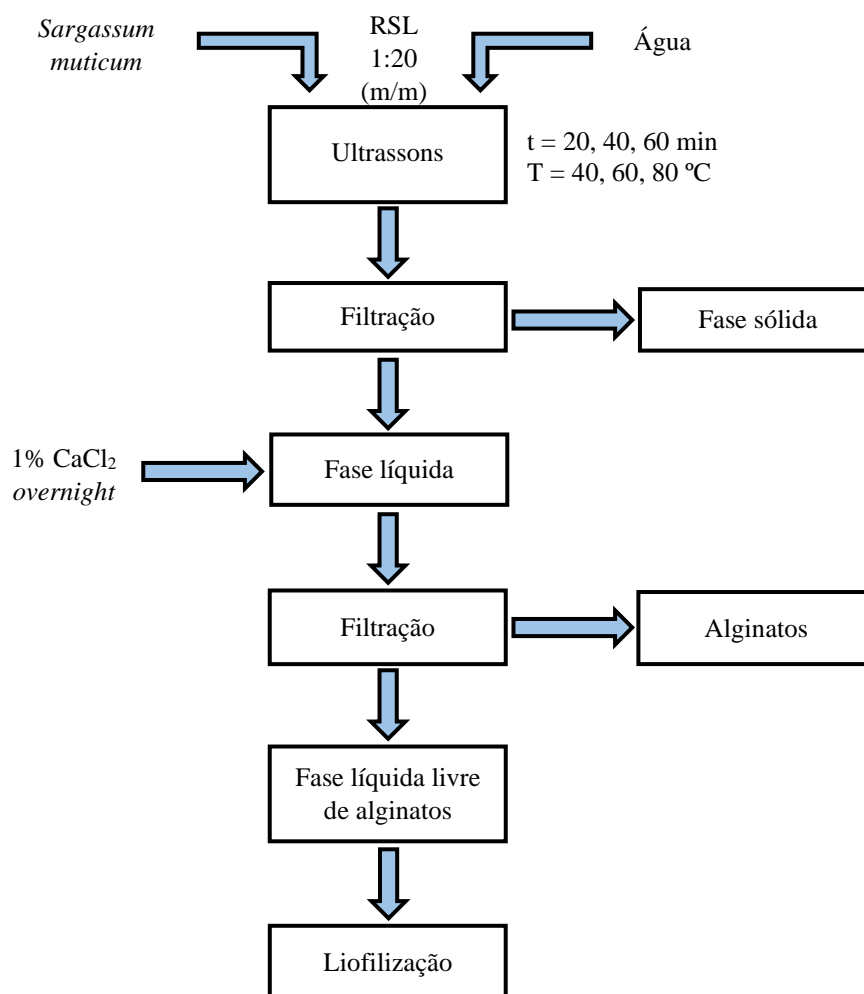 Sargassum
muticum
RSL
1:20
(m/m)
Água
Ultrassons
t = 20, 40, 60 min
T = 40, 60, 80 ºC
Filtração
Fase sólida
1% CaCl₂
overnight
Fase líquida
Filtração
Alginatos
Fase líquida livre
de alginatos
Liofilização